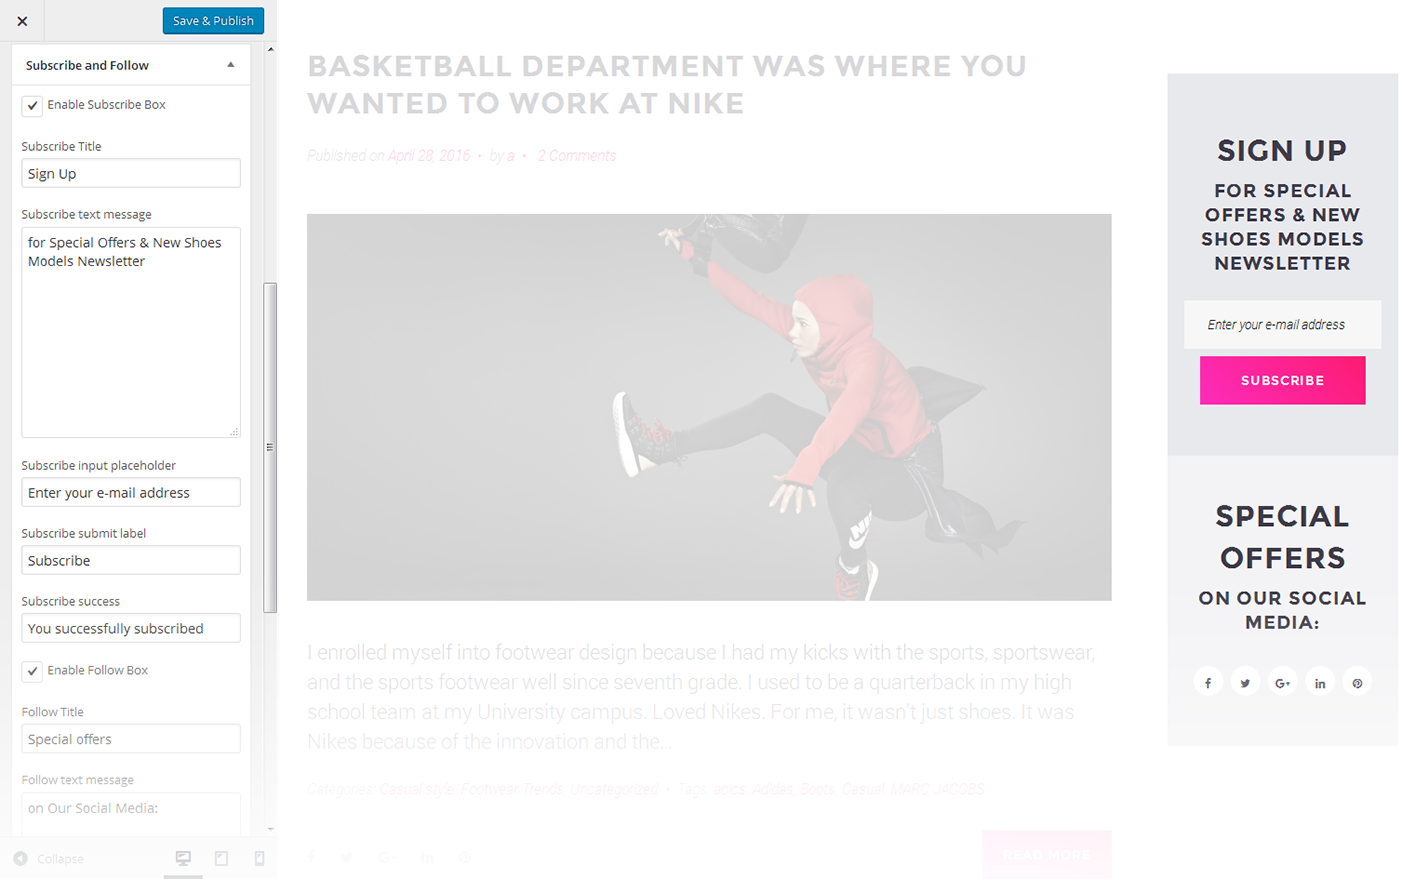 Save & Publish
Subscribe and Follow
Enable Subscribe Box
Subscribe Title
Sign Up
Subscribe text message
for Special Offers & New Shoes
Models Newsletter
Subscribe input placeholder
Enter your e-mail address
Subscribe submit label
Subscribe
Subscribe success
You successfully subscribed
Enable Follow Box
Follow Title
Special offers
Follow text message
on Our Social Media:
Collapse
BASKETBALL DEPARTMENT WAS WHERE YOU
WANTED TO WORK AT NIKE
Published on April 28, 2016 • by a • 2 Comments
I enrolled myself into footwear design because I had my kicks with the sports, sportswear,
and the sports footwear well since seventh grade. I used to be a quarterback in my high
school team at my University campus. Loved Nikes. For me, it wasn't just shoes. It was
Nikes because of the innovation and the...
Categories: Casual style, Footwear Trends, Uncategorized • Tags: acics, Adidas, Boots, Casual, MARC JACOBS
READ MORE
SIGN UP
FOR SPECIAL
OFFERS & NEW
SHOES MODELS
NEWSLETTER
Enter your e-mail address
SUBSCRIBE
SPECIAL
OFFERS
ON OUR SOCIAL
MEDIA: